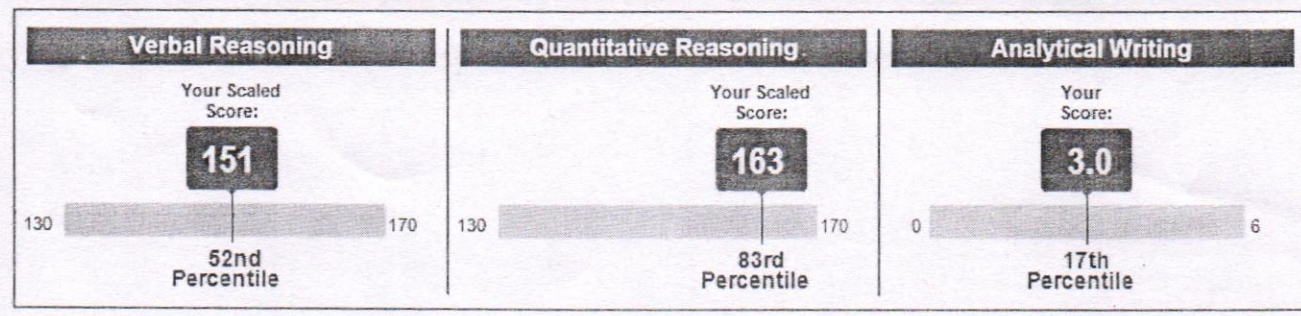 Verbal Reasoning
Your Scaled
Score:
151
130
170
52nd
Percentile
Quantitative Reasoning
Your Scaled
Score:
163
130
170
83rd
Percentile
Analytical Writing
Your
Score:
3.0
0
6
17th
Percentile